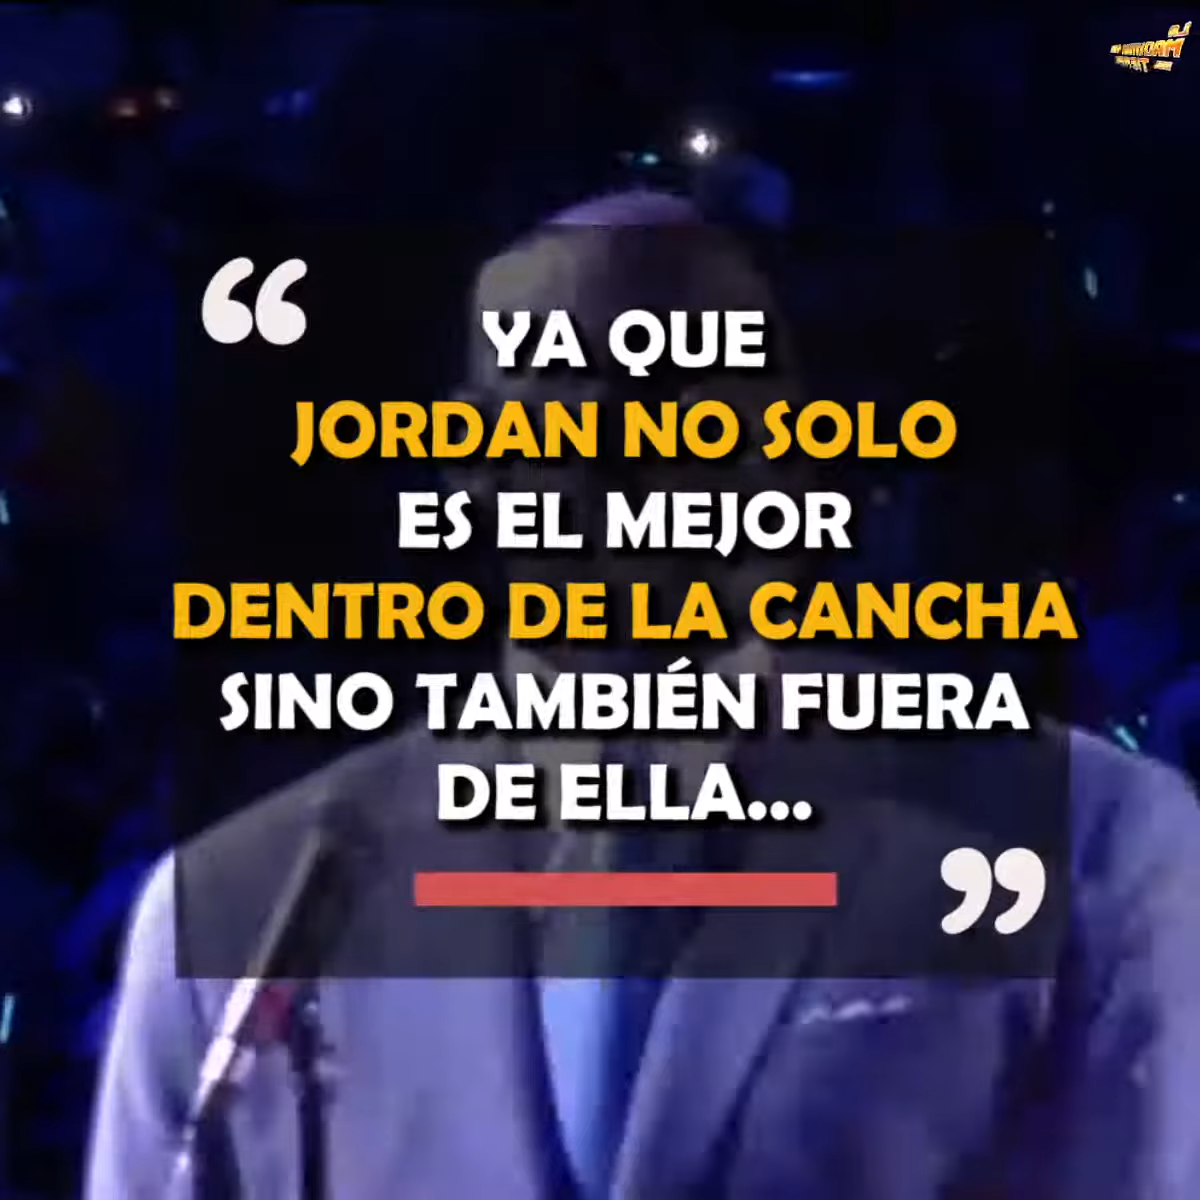 “
YA QUE
JORDAN NO SOLO
ES EL MEJOR
DENTRO DE LA CANCHA
SINO TAMBIÉN FUERA
DE ELLA...
”